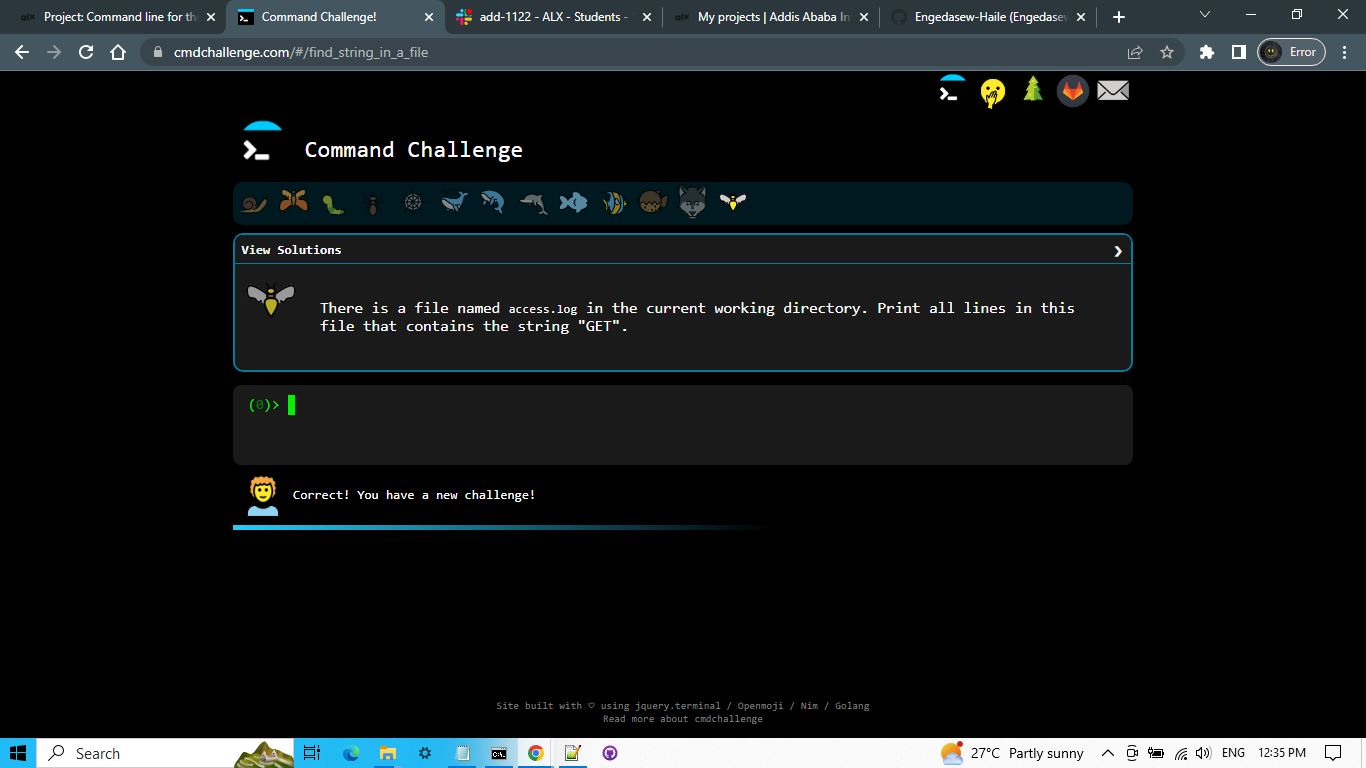 Project: Command line for th
Command Challenge!
add-1122 - ALX - Students -
My projects | Addis Ababa In
Engedasew-Haile (Engedasew
cmdchallenge.com/#/find_string_in_a_file
Error
Command Challenge
View Solutions
There is a file named access.log in the current working directory. Print all lines in this
file that contains the string "GET".
(0)>
Correct! You have a new challenge!
Site built with ♡ using jquery.terminal / Openmoji / Nim / Golang
Read more about cmdchallenge
Search
27°C Partly sunny
ENG
12:35 PM